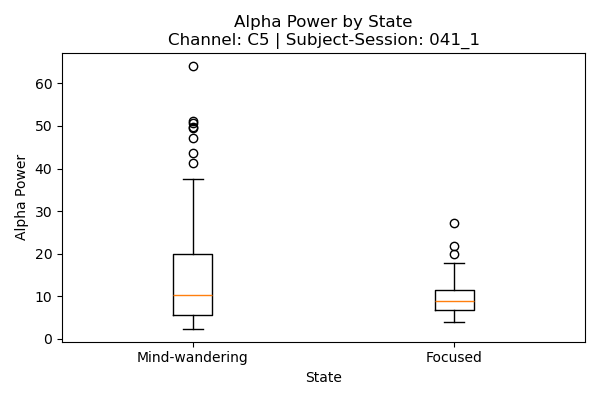 Alpha Power by State
Channel: C5 | Subject-Session: 041_1
Alpha Power
60
50
40
30
20
10
0
Mind-wandering
Focused
State